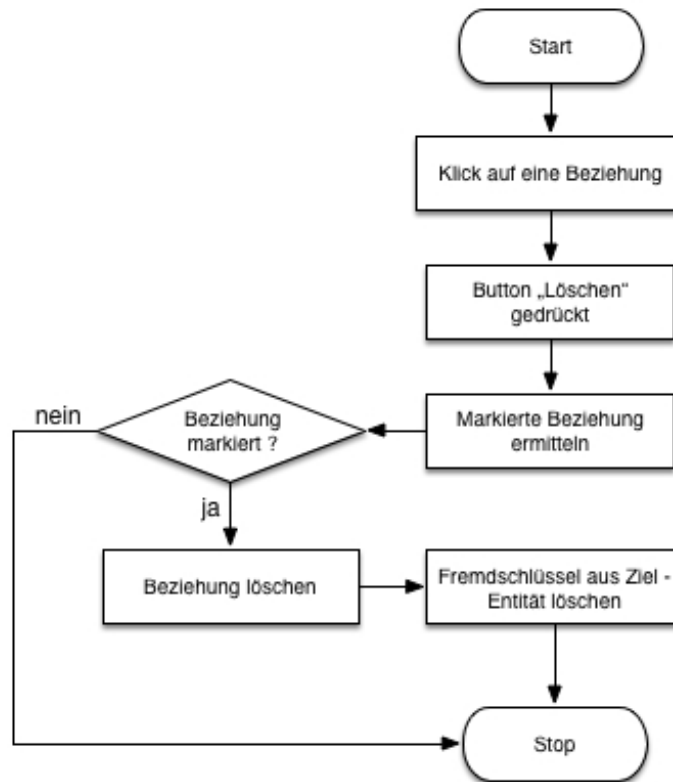 Start
Klick auf eine Beziehung
Button „Löschen“
gedrückt
Markierte Beziehung
ermitteln
Beziehung
markiert ?
nein
ja
Beziehung löschen
Fremdschlüssel aus Ziel -
Entität löschen
Stop